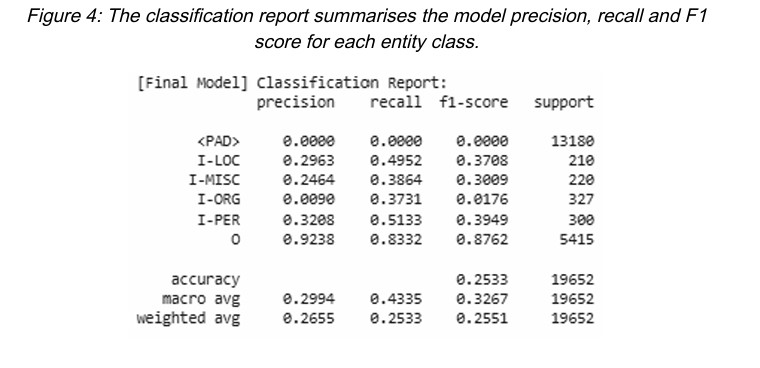 Figure 4: The classification report summarises the model precision, recall and F1
score for each entity class.
[Final Model] Classification Report:
precision recall f1-score support
<PAD> 0.0000 0.0000 0.0000 13180
I-LOC 0.2963 0.4952 0.3708 210
I-MISC 0.2464 0.3864 0.3009 220
I-ORG 0.0090 0.3731 0.0176 327
I-PER 0.3208 0.5133 0.3949 300
O 0.9238 0.8332 0.8762 5415
accuracy 0.2533 19652
macro avg 0.2994 0.4335 0.3267 19652
weighted avg 0.2655 0.2533 0.2551 19652